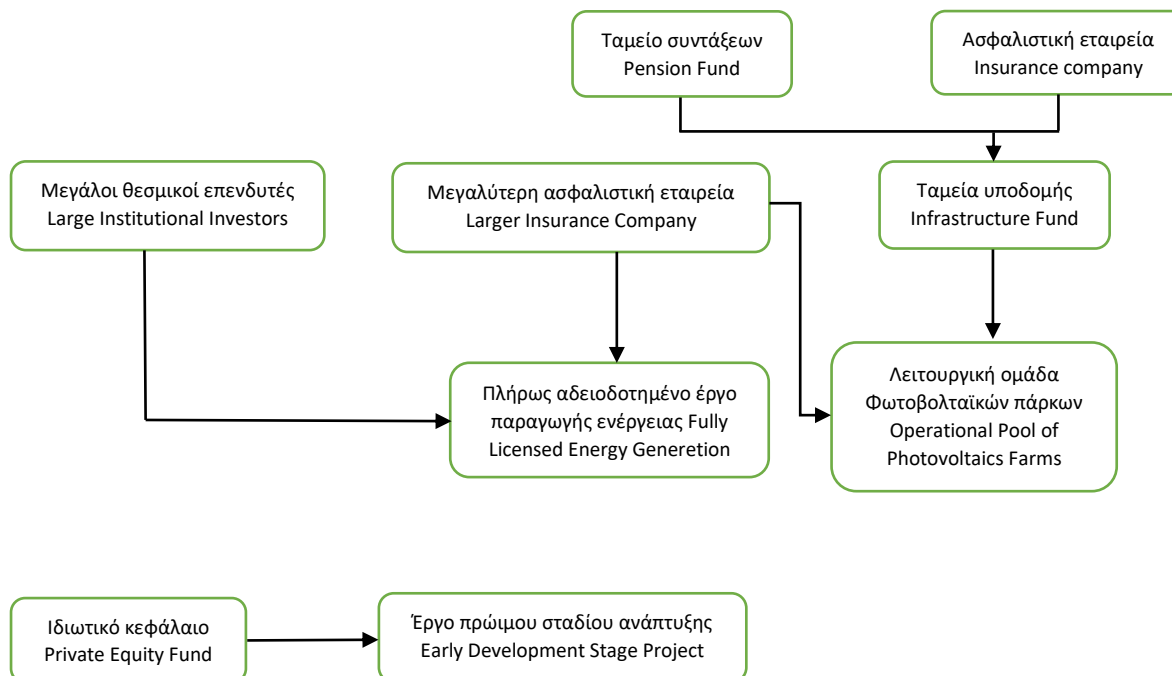 Ταμείο συντάξεων
Pension Fund
Ασφαλιστική εταιρεία
Insurance company
Μεγάλοι θεσμικοί επενδυτές
Large Institutional Investors
Μεγαλύτερη ασφαλιστική εταιρεία
Larger Insurance Company
Ταμεία υποδομής
Infrastructure Fund
Πλήρως αδειοδοτημένο έργο
παραγωγής ενέργειας Fully
Licensed Energy Generetion
Λειτουργική ομάδα
Φωτοβολταϊκών πάρκων
Operational Pool of
Photovoltaics Farms
Ιδιωτικό κεφάλαιο
Private Equity Fund
Έργο πρώιμου σταδίου ανάπτυξης
Early Development Stage Project